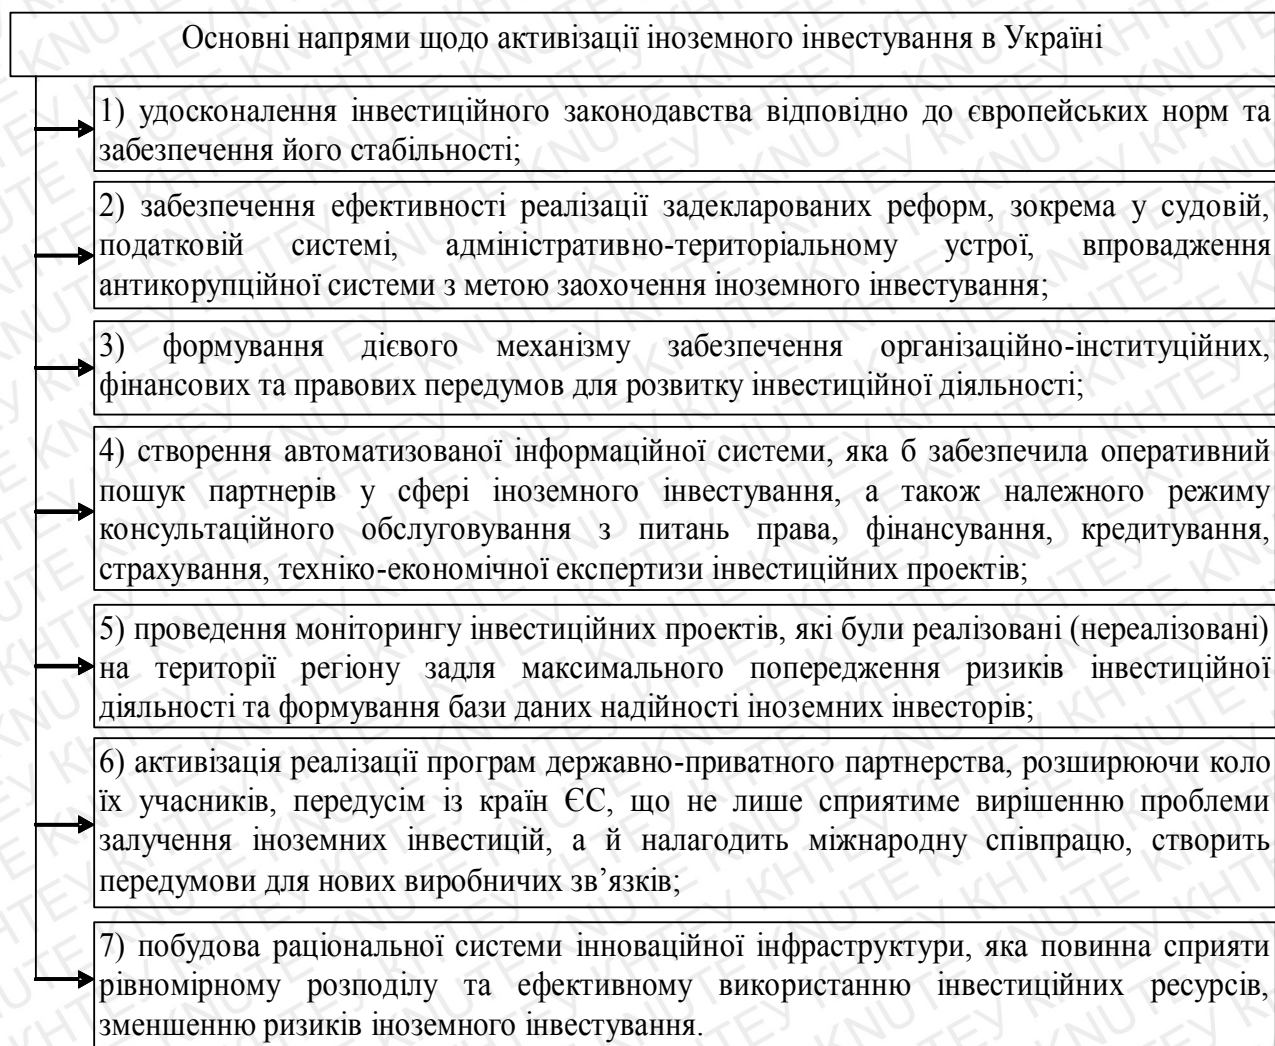 Основні напрями щодо активізації іноземного інвестування в Україні
1) удосконалення інвестиційного законодавства відповідно до європейських норм та
забезпечення його стабільності;
2) забезпечення ефективності реалізації задекларованих реформ, зокрема у судовій,
податковій системі, адміністративно-територіальному устрої, впровадження
антикорупційної системи з метою заохочення іноземного інвестування;
3) формування дієвого механізму забезпечення організаційно-інституційних,
фінансових та правових передумов для розвитку інвестиційної діяльності;
4) створення автоматизованої інформаційної системи, яка б забезпечила оперативний
пошук партнерів у сфері іноземного інвестування, а також належного режиму
консультаційного обслуговування з питань права, фінансування, кредитування,
страхування, техніко-економічної експертизи інвестиційних проектів;
5) проведення моніторингу інвестиційних проектів, які були реалізовані (нереалізовані)
на території регіону задля максимального попередження ризиків інвестиційної
діяльності та формування бази даних надійності іноземних інвесторів;
6) активізація реалізації програм державно-приватного партнерства, розширюючи коло
їх учасників, передусім із країн ЄС, що не лише сприятиме вирішенню проблеми
залучення іноземних інвестицій, а й налагодить міжнародну співпрацю, створить
передумови для нових виробничих зв’язків;
7) побудова раціональної системи інноваційної інфраструктури, яка повинна сприяти
рівномірному розподілу та ефективному використанню інвестиційних ресурсів,
зменшенню ризиків іноземного інвестування.